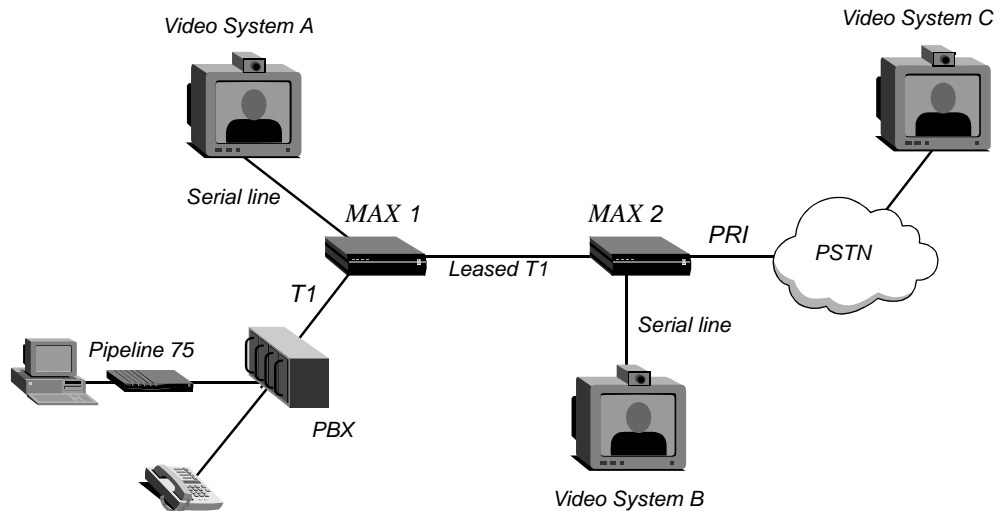 Video System A
Video System C
Serial line
MAX 1
MAX 2
PRI
PSTN
Leased T1
T1
Serial line
Pipeline 75
PBX
Video System B